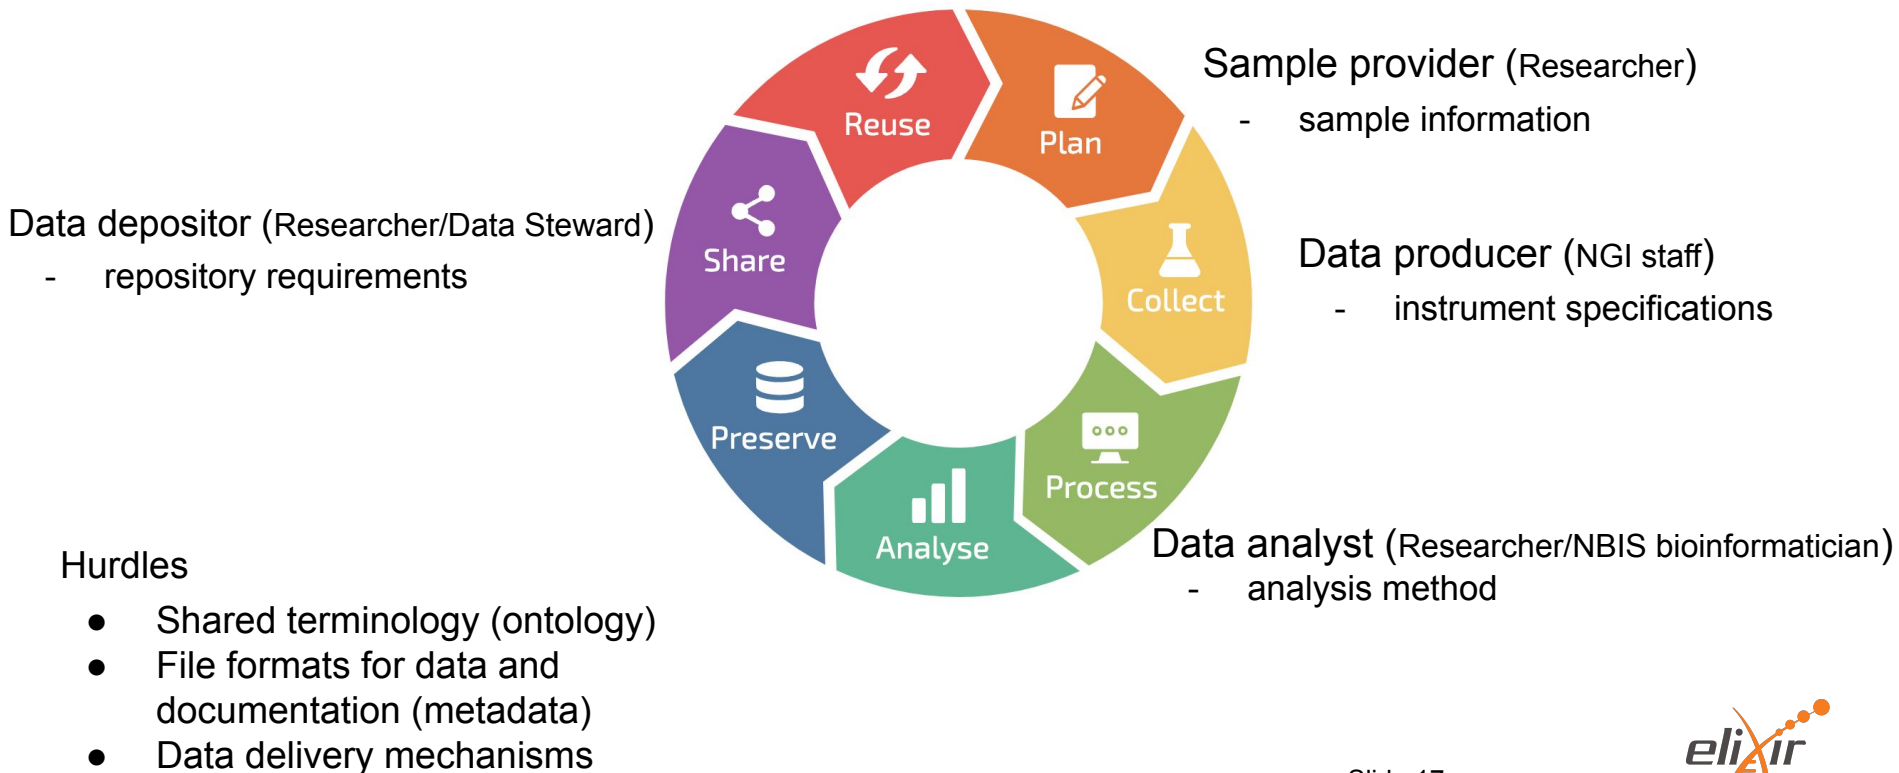 Reuse
Plan
Collect
Process
Analyse
Preserve
Share
Sample provider (Researcher)
- sample information
Data producer (NGI staff)
- instrument specifications
Data analyst (Researcher/NBIS bioinformatician)
- analysis method
Data depositor (Researcher/Data Steward)
- repository requirements
Hurdles
● Shared terminology (ontology)
● File formats for data and
documentation (metadata)
● Data delivery mechanisms
elixir